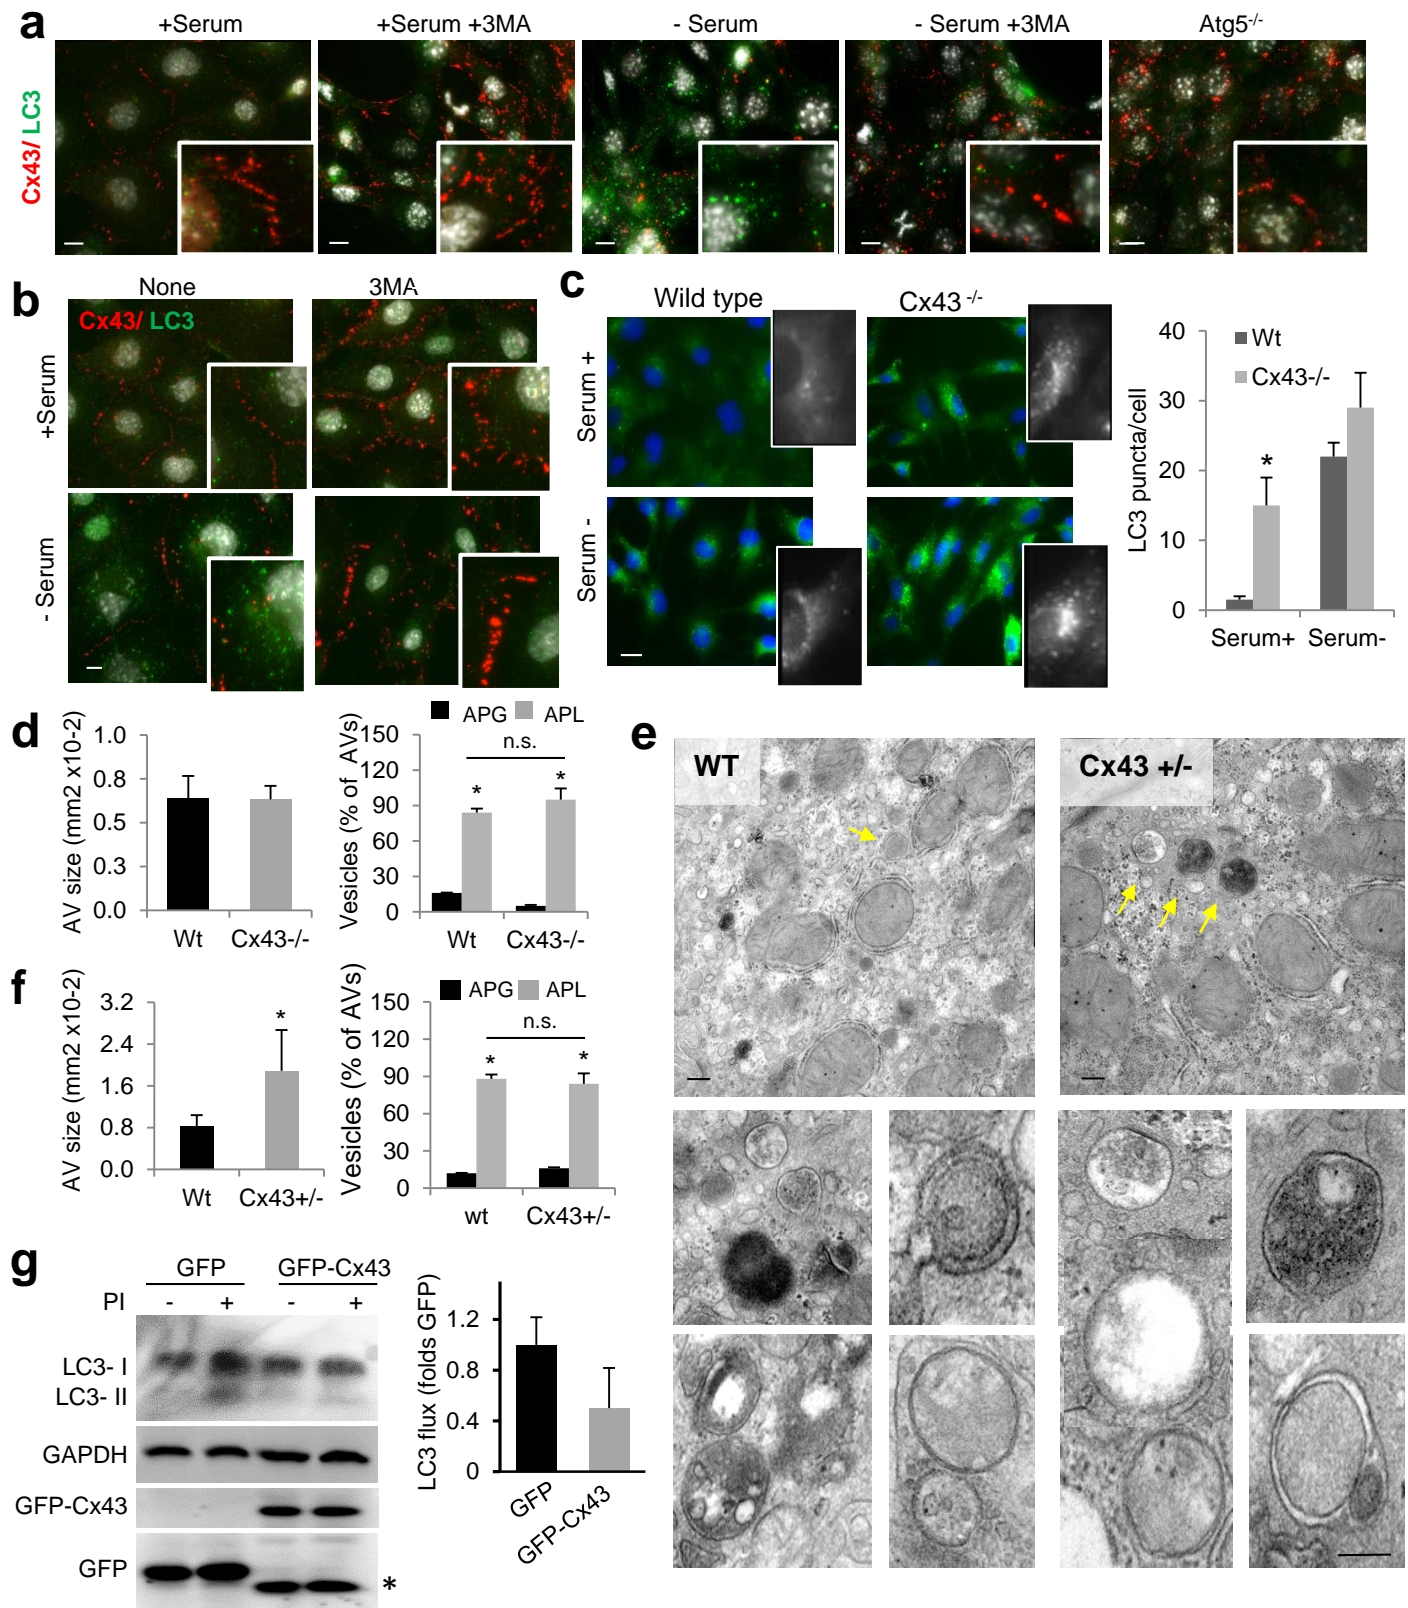 a
+Serum
+Serum +3MA
- Serum
- Serum +3MA
Atg5-/-
Cx43/ LC3
b
None
3MA
Cx43/ LC3
+Serum
- Serum
c
Wild type
Cx43 -/-
Serum +
Serum -
LC3 puncta/cell
40
30
20
10
0
Wt
Cx43-/-
*
Serum+
Serum-
d
AV size (mm2 x10-2)
1.0
0.8
0.6
0.3
0.0
Wt
Cx43-/-
Vesicles (% of AVs)
APG
APL
150
120
90
60
30
0
n.s.
*
*
Wt
Cx43-/-
e
WT
Cx43 +/-
f
AV size (mm2 x10-2)
3.2
2.4
1.6
0.8
0.0
*
Wt
Cx43+/-
Vesicles (% of AVs)
APG
APL
150
120
90
60
30
0
n.s.
*
*
wt
Cx43+/-
g
GFP
GFP-Cx43
PI
-
+
-
+
LC3- I
LC3- II
GAPDH
GFP-Cx43
GFP
*
LC3 flux (folds GFP)
1.2
0.8
0.4
0
GFP
GFP-Cx43